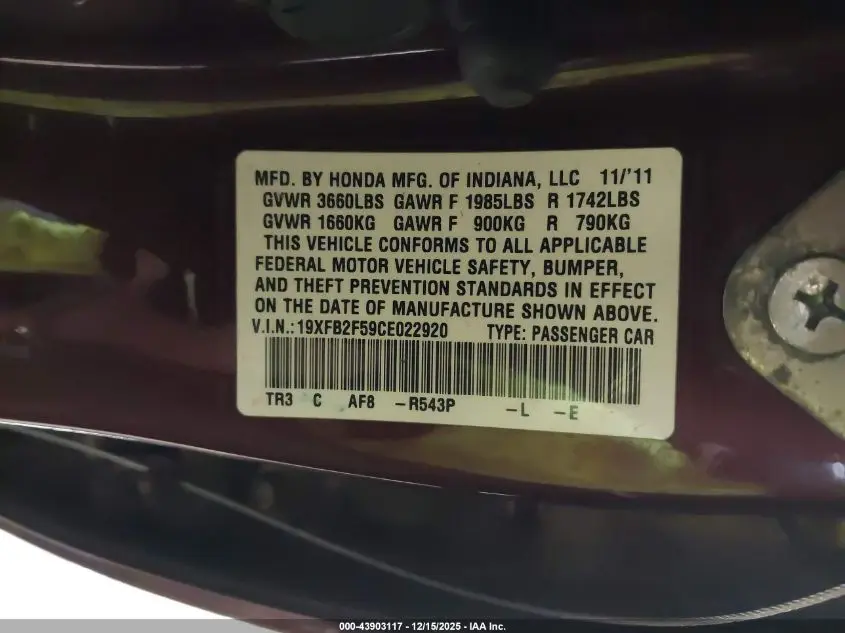 MFD. BY HONDA MFG. OF INDIANA, LLC 11/'11
GVWR 3660LBS GAWR F 1985LBS R 1742LBS
GVWR 1660KG GAWR F 900KG R 790KG
THIS VEHICLE CONFORMS TO ALL APPLICABLE
FEDERAL MOTOR VEHICLE SAFETY, BUMPER,
AND THEFT PREVENTION STANDARDS IN EFFECT
ON THE DATE OF MANUFACTURE SHOWN ABOVE.
V.I.N.: 19XFB2F59CE022920 TYPE: PASSENGER CAR
TR3 C AF8 -R543P -L -E
000-43903117 - 12/15/2025 - IAA Inc.